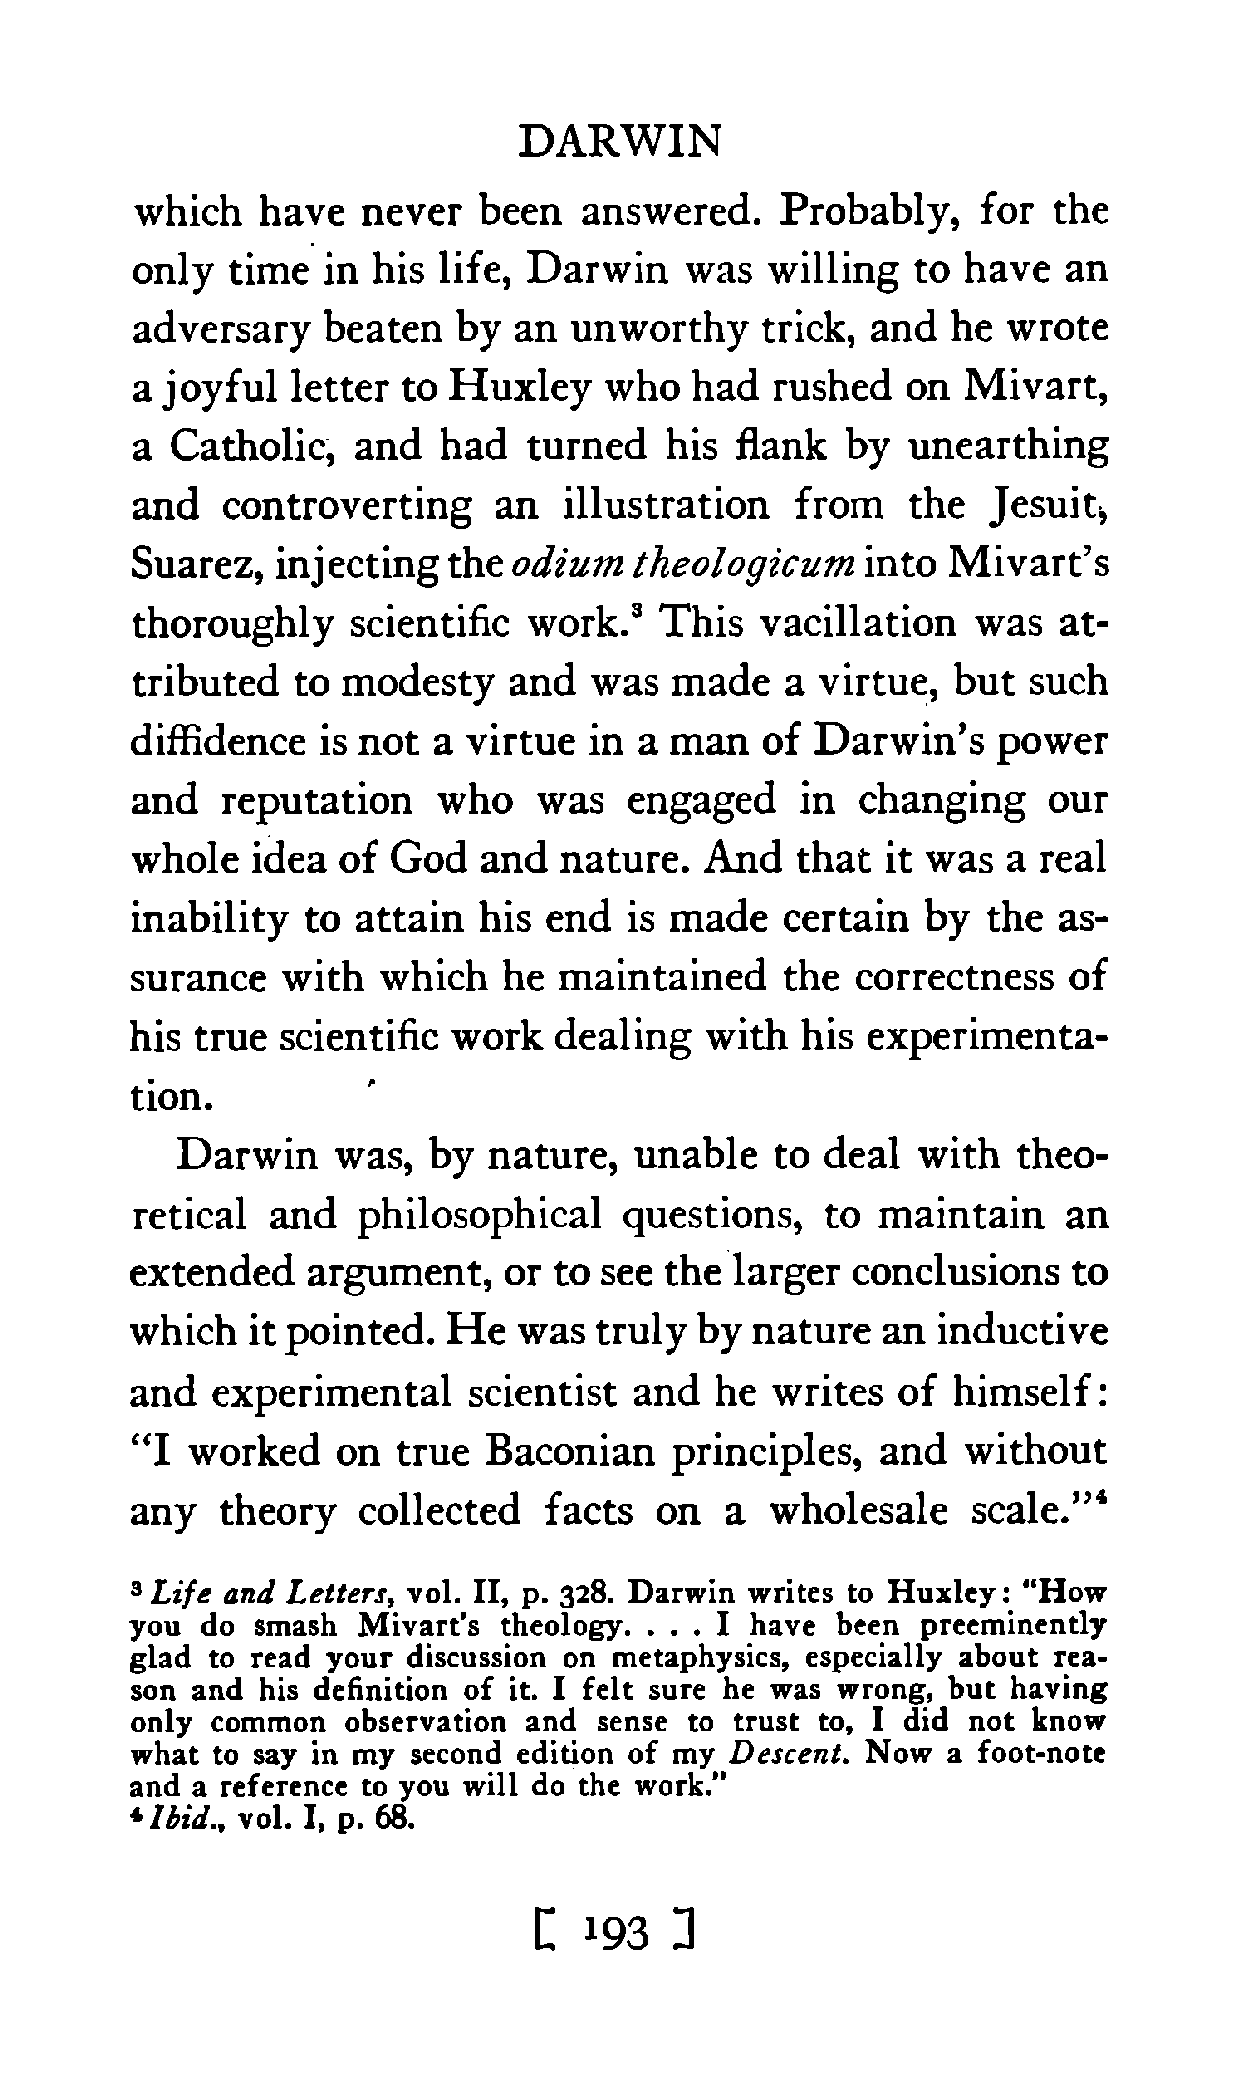 DARWIN
which have never been answered. Probably, for the
only time in his life, Darwin was willing to have an
adversary beaten by an unworthy trick, and he wrote
a joyful letter to Huxley who had rushed on Mivart,
a Catholic, and had turned his flank by unearthing
and controverting an illustration from the Jesuit,
Suarez, injecting the odium theologicum into Mivart's
thoroughly scientific work.³ This vacillation was at-
tributed to modesty and was made a virtue, but such
diffidence is not a virtue in a man of Darwin's power
and reputation who was engaged in changing our
whole idea of God and nature. And that it was a real
inability to attain his end is made certain by the as-
surance with which he maintained the correctness of
his true scientific work dealing with his experimenta-
tion.
Darwin was, by nature, unable to deal with theo-
retical and philosophical questions, to maintain an
extended argument, or to see the larger conclusions to
which it pointed. He was truly by nature an inductive
and experimental scientist and he writes of himself:
"I worked on true Baconian principles, and without
any theory collected facts on a wholesale scale."⁴
³ Life and Letters, vol. II, p. 328. Darwin writes to Huxley: "How
you do smash Mivart's theology. . . . I have been preeminently
glad to read your discussion on metaphysics, especially about rea-
son and his definition of it. I felt sure he was wrong, but having
only common observation and sense to trust to, I did not know
what to say in my second edition of my Descent. Now a foot-note
and a reference to you will do the work."
⁴ Ibid., vol. I, p. 68.
[ 193 ]